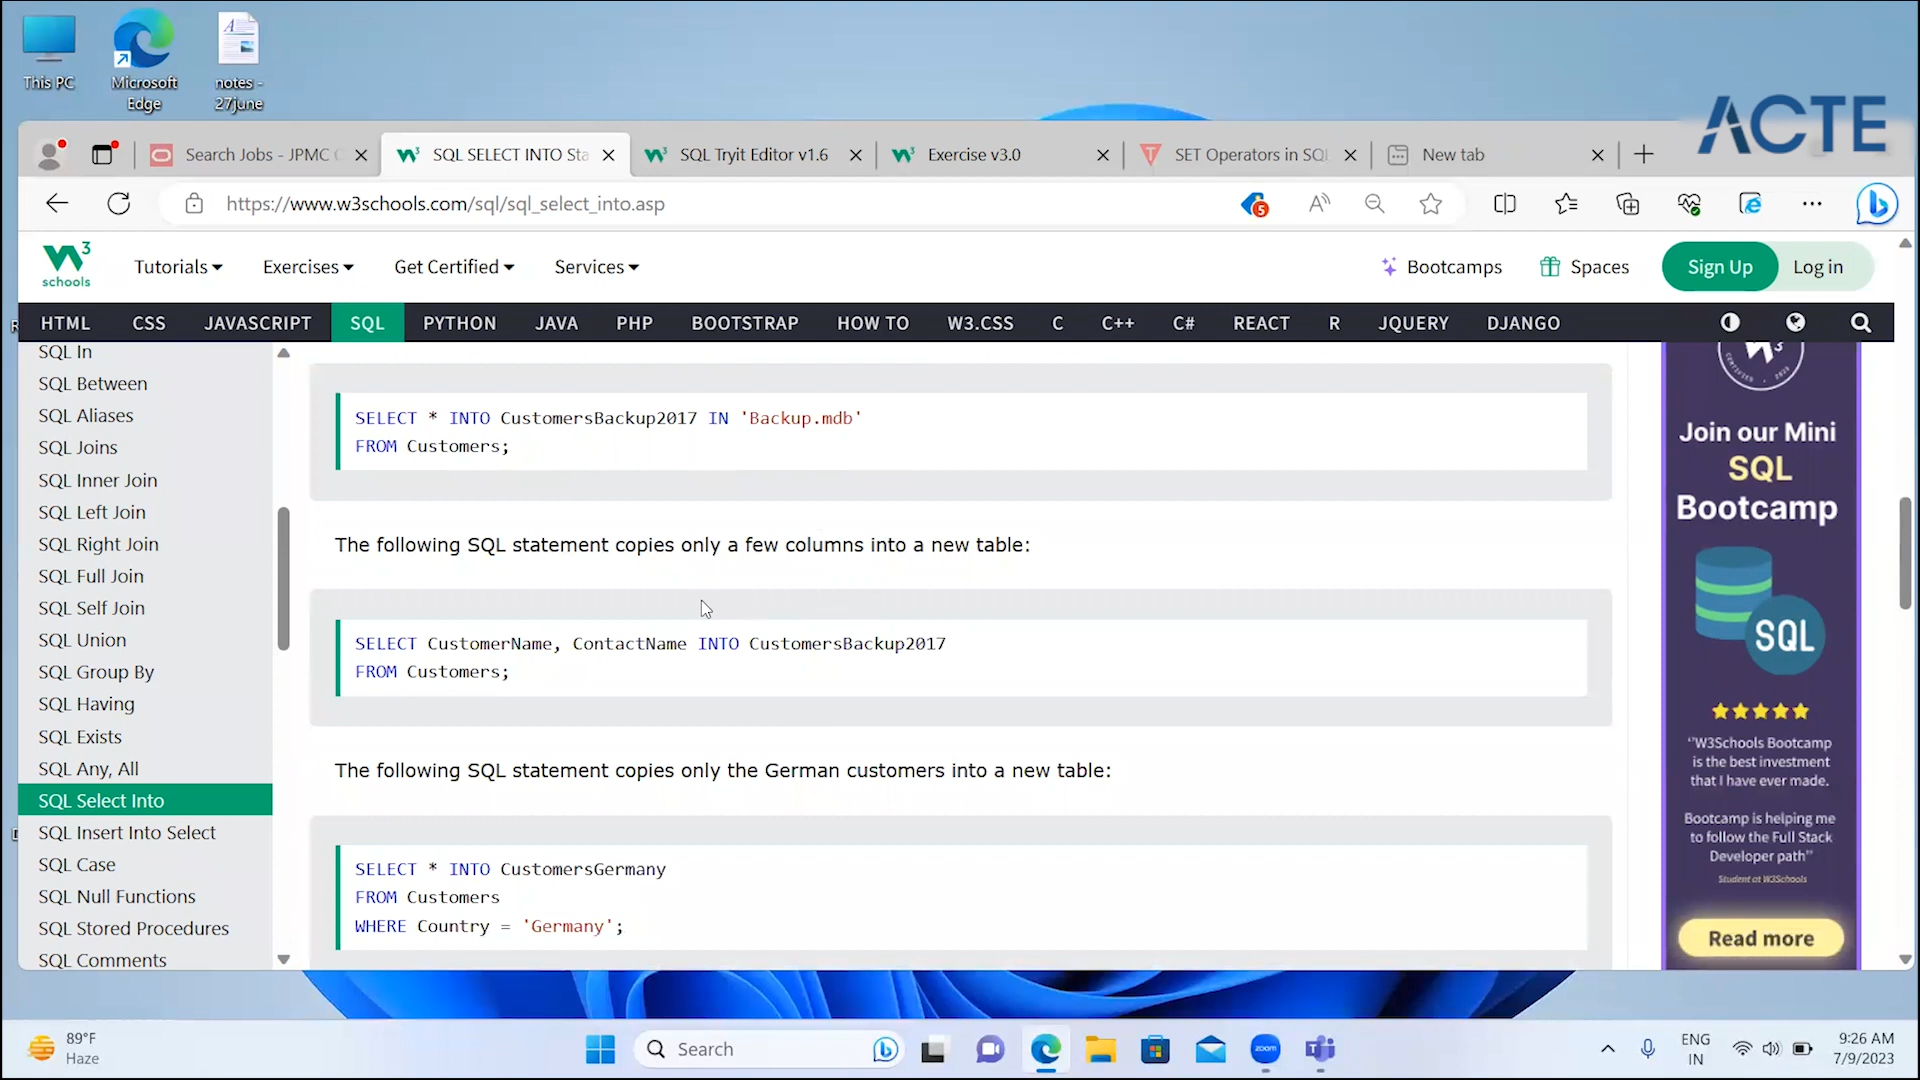 This PC
Microsoft
Edge
notes -
27june
ACTE
Search Jobs - JPMC
SQL SELECT INTO Sta
SQL Tryit Editor v1.6
Exercise v3.0
SET Operators in SQL
New tab
https://www.w3schools.com/sql/sql_select_into.asp
5
W3
schools
Tutorials
Exercises
Get Certified
Services
Bootcamps
Spaces
Sign Up
Log in
HTML CSS JAVASCRIPT SQL PYTHON JAVA PHP BOOTSTRAP HOW TO W3.CSS C C++ C# REACT R JQUERY DJANGO
SQL In
SQL Between
SQL Aliases
SQL Joins
SQL Inner Join
SQL Left Join
SQL Right Join
SQL Full Join
SQL Self Join
SQL Union
SQL Group By
SQL Having
SQL Exists
SQL Any, All
SQL Select Into
SQL Insert Into Select
SQL Case
SQL Null Functions
SQL Stored Procedures
SQL Comments
SELECT * INTO CustomersBackup2017 IN 'Backup.mdb'
FROM Customers;
The following SQL statement copies only a few columns into a new table:
SELECT CustomerName, ContactName INTO CustomersBackup2017
FROM Customers;
The following SQL statement copies only the German customers into a new table:
SELECT * INTO CustomersGermany
FROM Customers
WHERE Country = 'Germany';
Join our Mini
SQL
Bootcamp
SQL
"W3Schools Bootcamp
is the best investment
that I have ever made.
Bootcamp is helping me
to follow the Full Stack
Developer path"
Student at W3Schools
Read more
89°F
Haze
Search
zoom
ENG
IN
9:26 AM
7/9/2023